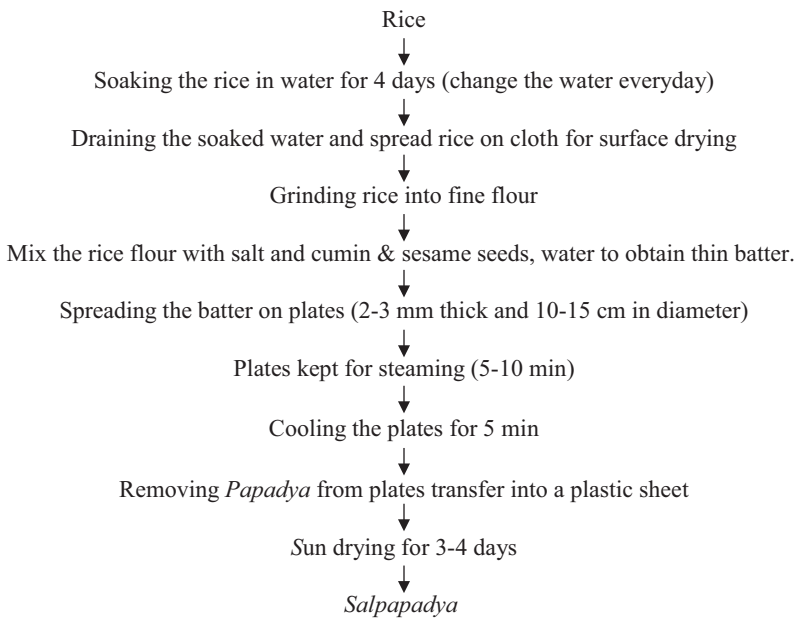 Rice
Soaking the rice in water for 4 days (change the water everyday)
Draining the soaked water and spread rice on cloth for surface drying
Grinding rice into fine flour
Mix the rice flour with salt and cumin & sesame seeds, water to obtain thin batter.
Spreading the batter on plates (2-3 mm thick and 10-15 cm in diameter)
Plates kept for steaming (5-10 min)
Cooling the plates for 5 min
Removing Papadya from plates transfer into a plastic sheet
Sun drying for 3-4 days
Salpapadya